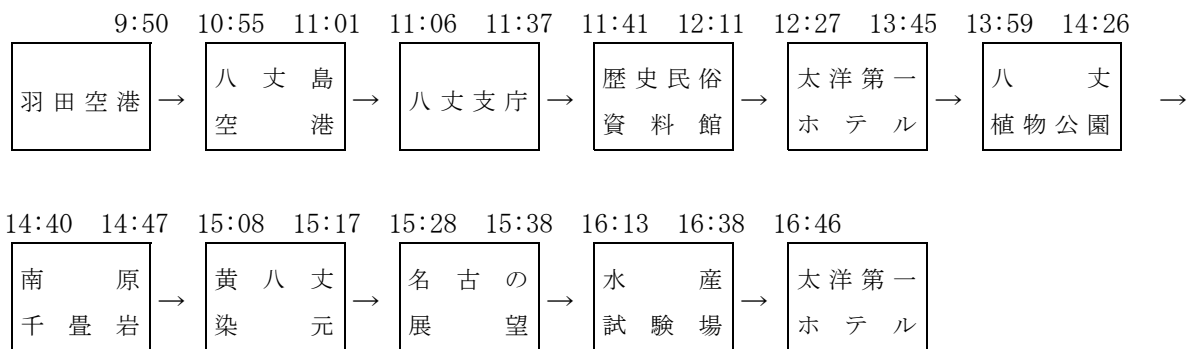 9:50 10:55 11:01 11:06 11:37 11:41 12:11 12:27 13:45 13:59 14:26
羽田空港 → 八丈島空港 → 八丈支庁 → 歴史民俗資料館 → 太洋第一ホテル → 八丈植物公園 →
14:40 14:47 15:08 15:17 15:28 15:38 16:13 16:38 16:46
南原千畳岩 → 黄八丈染元 → 名古の展望 → 水産試験場 → 太洋第一ホテル